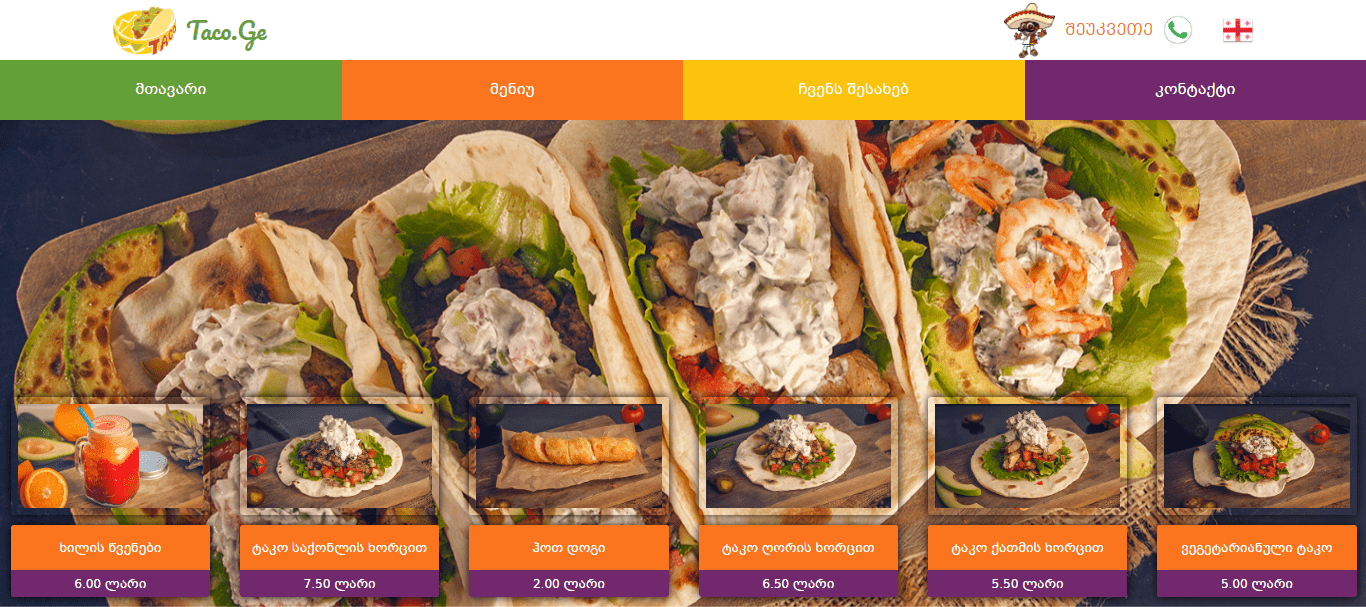 TACO
Taco.Ge
შეუკვეთე
მთავარი
მენიუ
ჩვენს შესახებ
კონტაქტი
ხილის წვენები
6.00 ლარი
ტაკო საქონლის ხორცით
7.50 ლარი
ჰოთ დოგი
2.00 ლარი
ტაკო ღორის ხორცით
6.50 ლარი
ტაკო ქათმის ხორცით
5.50 ლარი
ვეგეტარიანული ტაკო
5.00 ლარი